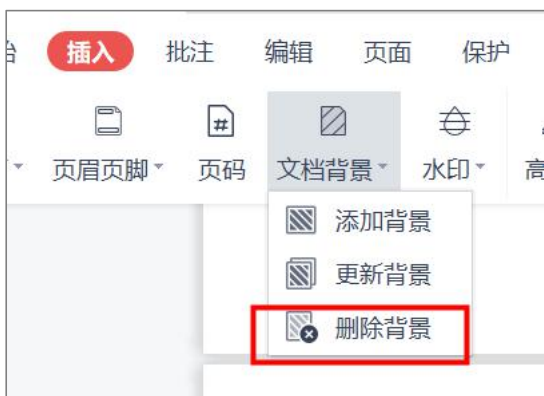 插入 批注 编辑 页面 保护
页眉页脚 页码 文档背景 水印
添加背景
更新背景
删除背景